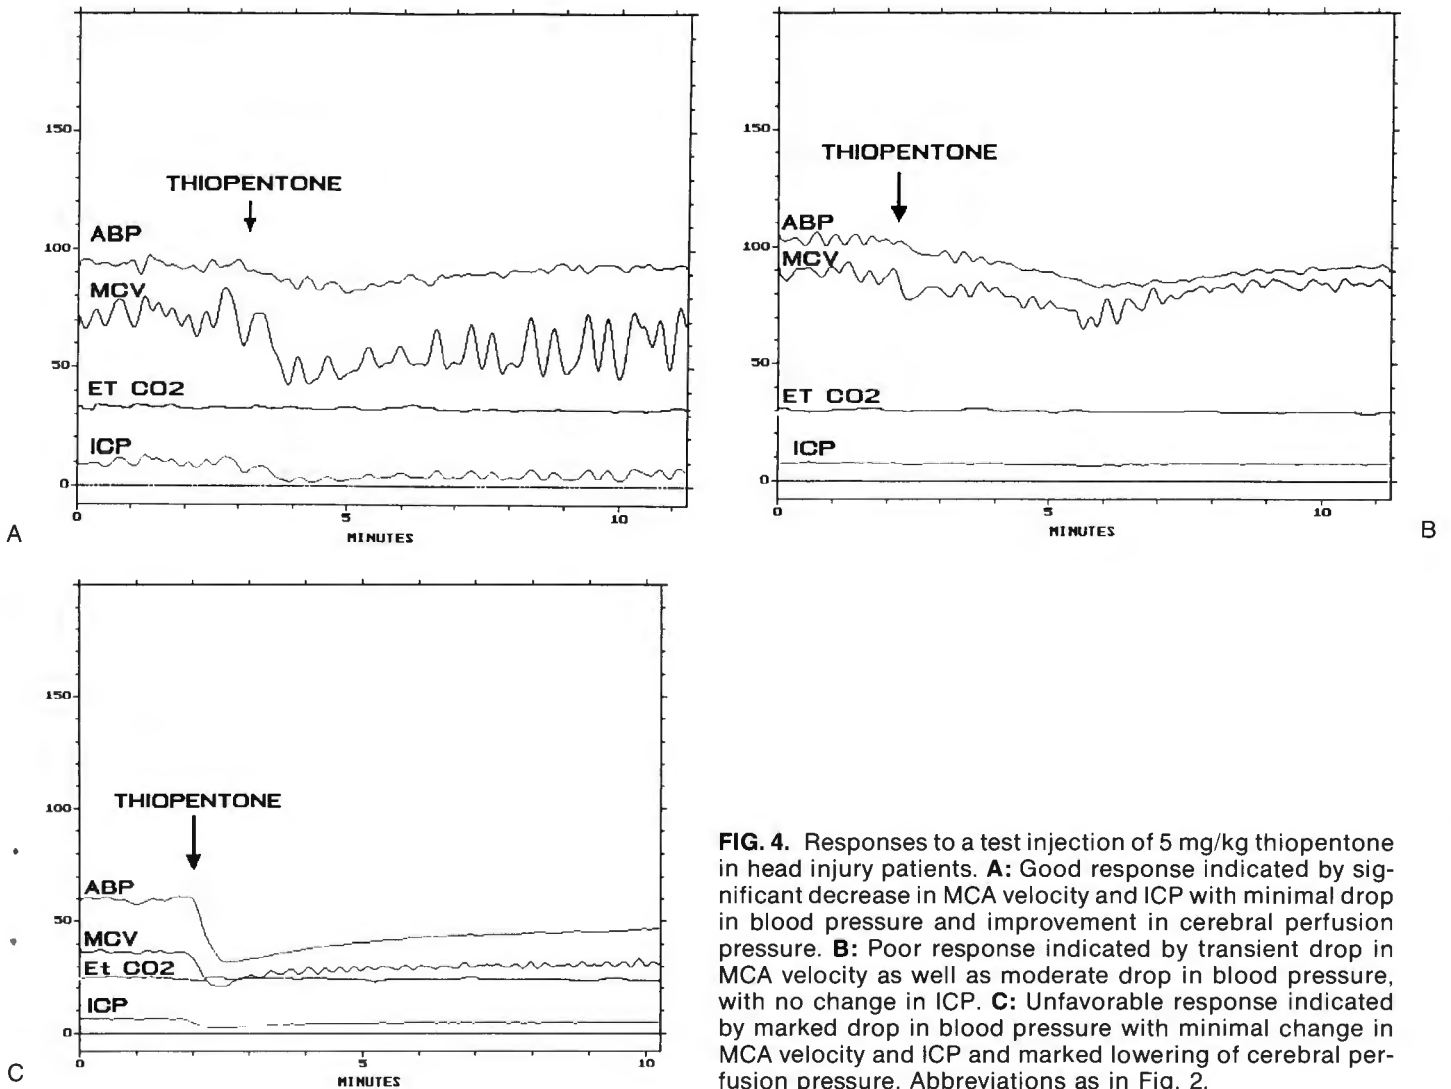 150
THIOPENTONE
ABP
100
MCV
50
ET CO2
ICP
0
0 5 10
MINUTES
A
150
THIOPENTONE
ABP
100
MCV
50
ET CO2
ICP
0
0 5 10
MINUTES
B
150
THIOPENTONE
100
ABP
50
MCV
Et CO2
ICP
0
0 5 10
MINUTES
C
FIG. 4. Responses to a test injection of 5 mg/kg thiopentone
in head injury patients. A: Good response indicated by sig-
nificant decrease in MCA velocity and ICP with minimal drop
in blood pressure and improvement in cerebral perfusion
pressure. B: Poor response indicated by transient drop in
MCA velocity as well as moderate drop in blood pressure,
with no change in ICP. C: Unfavorable response indicated
by marked drop in blood pressure with minimal change in
MCA velocity and ICP and marked lowering of cerebral per-
fusion pressure. Abbreviations as in Fig. 2.